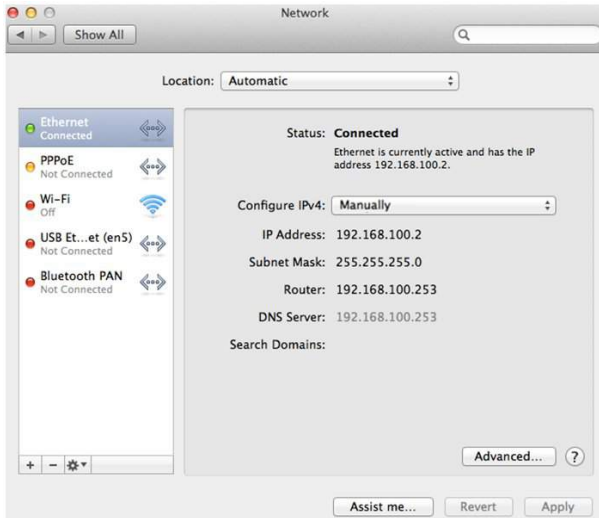 Network
Show All
Location: Automatic
Ethernet
Connected
PPPoE
Not Connected
Wi-Fi
Off
USB Et...et (en5)
Not Connected
Bluetooth PAN
Not Connected
Status: Connected
Ethernet is currently active and has the IP
address 192.168.100.2.
Configure IPv4: Manually
IP Address: 192.168.100.2
Subnet Mask: 255.255.255.0
Router: 192.168.100.253
DNS Server: 192.168.100.253
Search Domains:
Advanced... ?
Assist me... Revert Apply